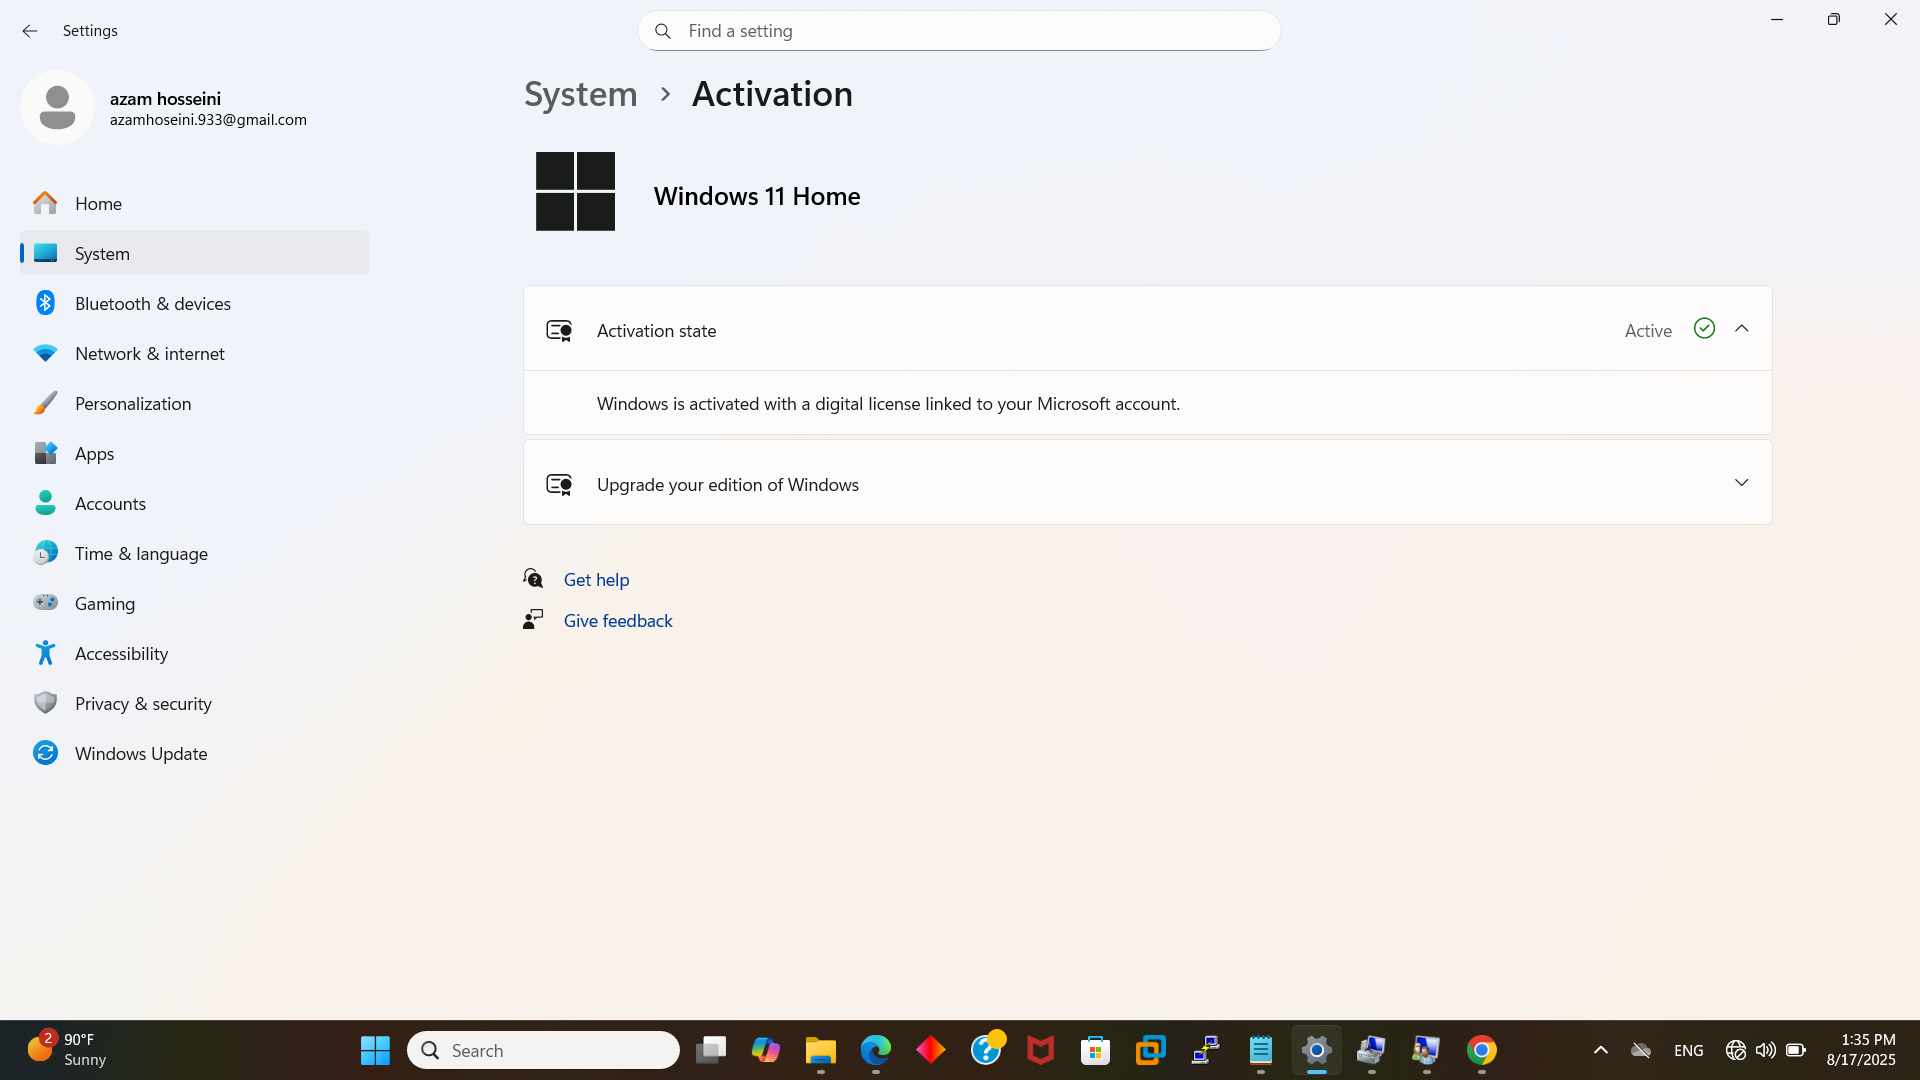 Settings
Find a setting
azam hosseini
azamhoseini.933@gmail.com
System > Activation
Windows 11 Home
Home
System
Bluetooth & devices
Network & internet
Personalization
Apps
Accounts
Time & language
Gaming
Accessibility
Privacy & security
Windows Update
Activation state
Active
Windows is activated with a digital license linked to your Microsoft account.
Upgrade your edition of Windows
Get help
Give feedback
2
90°F
Sunny
Search
ENG
1:35 PM
8/17/2025